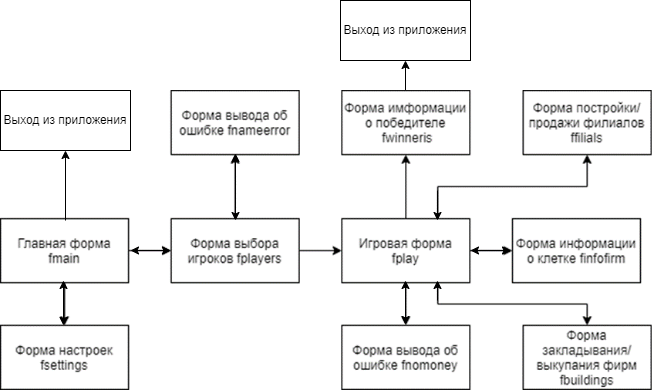 Выход из приложения
Выход из приложения
Форма вывода об
ошибке fnameerror
Форма имформации
о победителе
fwinneris
Форма постройки/
продажи филиалов
ffilials
Главная форма
fmain
Форма выбора
игроков fplayers
Игровая форма
fplay
Форма информации
о клетке finfofirm
Форма настроек
fsettings
Форма вывода об
ошибке fnomoney
Форма
закладывания/
выкупания фирм
fbuildings